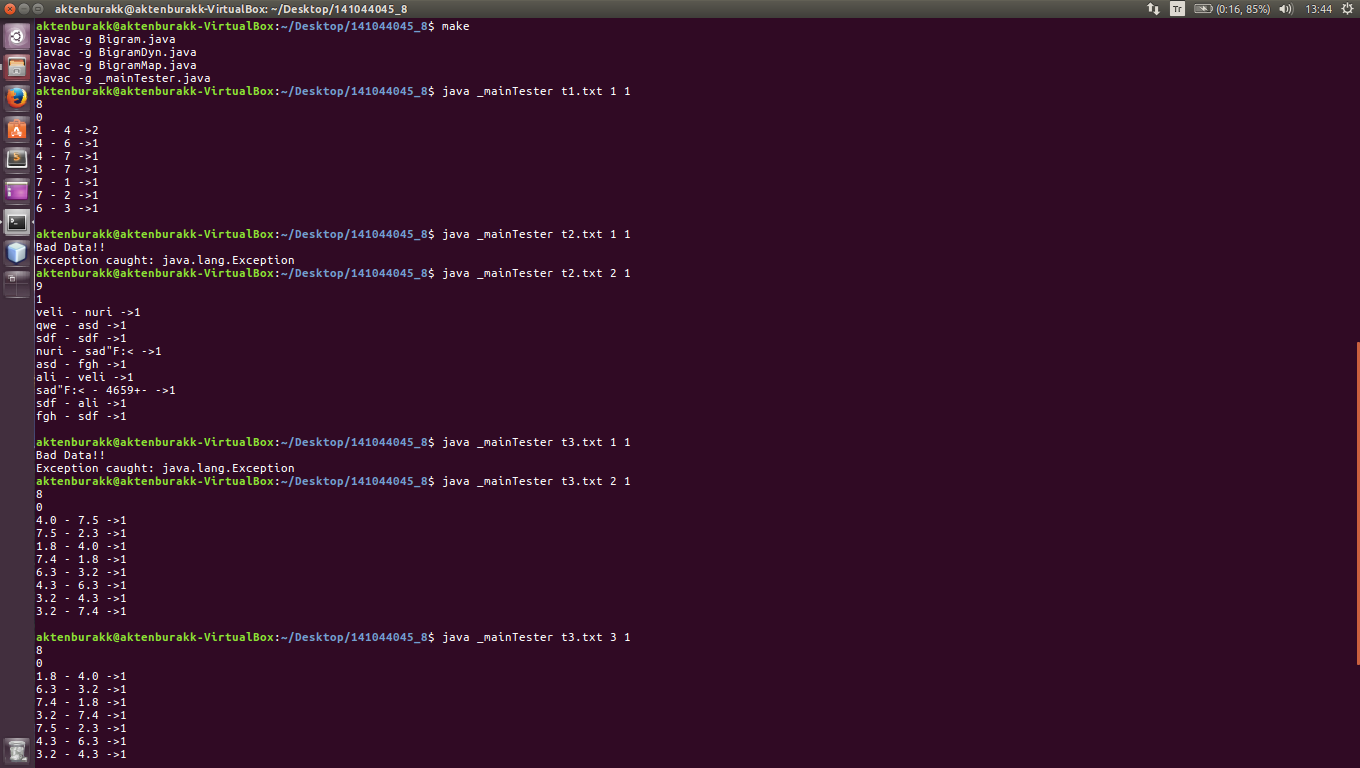 aktenburakk@aktenburakk-VirtualBox: ~/Desktop/141044045_8
Tr
(0:16, 85%)
13:44
aktenburakk@aktenburakk-VirtualBox:~/Desktop/141044045_8$ make
javac -g Bigram.java
javac -g BigramDyn.java
javac -g BigramMap.java
javac -g _mainTester.java
aktenburakk@aktenburakk-VirtualBox:~/Desktop/141044045_8$ java _mainTester t1.txt 1 1
8
0
1 - 4 ->2
4 - 6 ->1
4 - 7 ->1
3 - 7 ->1
7 - 1 ->1
7 - 2 ->1
6 - 3 ->1
aktenburakk@aktenburakk-VirtualBox:~/Desktop/141044045_8$ java _mainTester t2.txt 1 1
Bad Data!!
Exception caught: java.lang.Exception
aktenburakk@aktenburakk-VirtualBox:~/Desktop/141044045_8$ java _mainTester t2.txt 2 1
9
1
veli - nuri ->1
qwe - asd ->1
sdf - sdf ->1
nuri - sad"F:< ->1
asd - fgh ->1
ali - veli ->1
sad"F:< - 4659+- ->1
sdf - ali ->1
fgh - sdf ->1
aktenburakk@aktenburakk-VirtualBox:~/Desktop/141044045_8$ java _mainTester t3.txt 1 1
Bad Data!!
Exception caught: java.lang.Exception
aktenburakk@aktenburakk-VirtualBox:~/Desktop/141044045_8$ java _mainTester t3.txt 2 1
8
0
4.0 - 7.5 ->1
7.5 - 2.3 ->1
1.8 - 4.0 ->1
7.4 - 1.8 ->1
6.3 - 3.2 ->1
4.3 - 6.3 ->1
3.2 - 4.3 ->1
3.2 - 7.4 ->1
aktenburakk@aktenburakk-VirtualBox:~/Desktop/141044045_8$ java _mainTester t3.txt 3 1
8
0
1.8 - 4.0 ->1
6.3 - 3.2 ->1
7.4 - 1.8 ->1
3.2 - 7.4 ->1
7.5 - 2.3 ->1
4.3 - 6.3 ->1
3.2 - 4.3 ->1